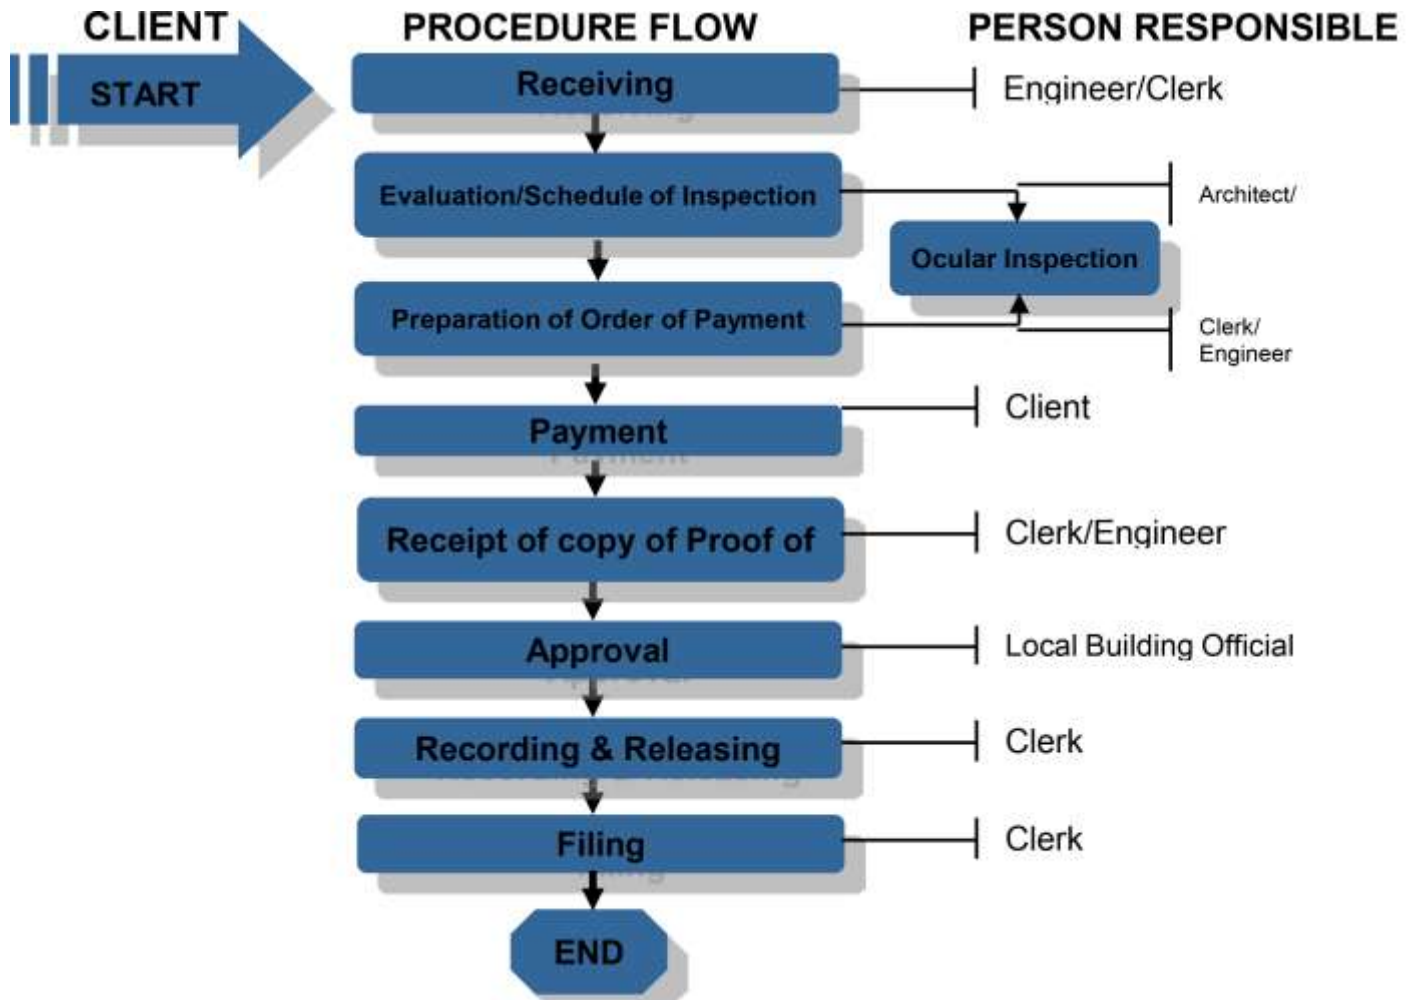 CLIENT
PROCEDURE FLOW
PERSON RESPONSIBLE
START
Receiving
Engineer/Clerk
Evaluation/Schedule of Inspection
Architect/
Ocular Inspection
Preparation of Order of Payment
Clerk/
Engineer
Payment
Client
Receipt of copy of Proof of
Clerk/Engineer
Approval
Local Building Official
Recording & Releasing
Clerk
Filing
Clerk
END